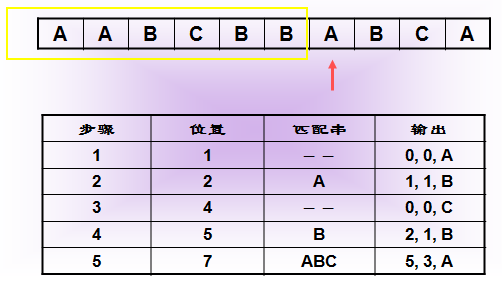 A A B C B B A B C A
步骤 位置 匹配串 输出
1 1 －－ 0, 0, A
2 2 A 1, 1, B
3 4 －－ 0, 0, C
4 5 B 2, 1, B
5 7 ABC 5, 3, A